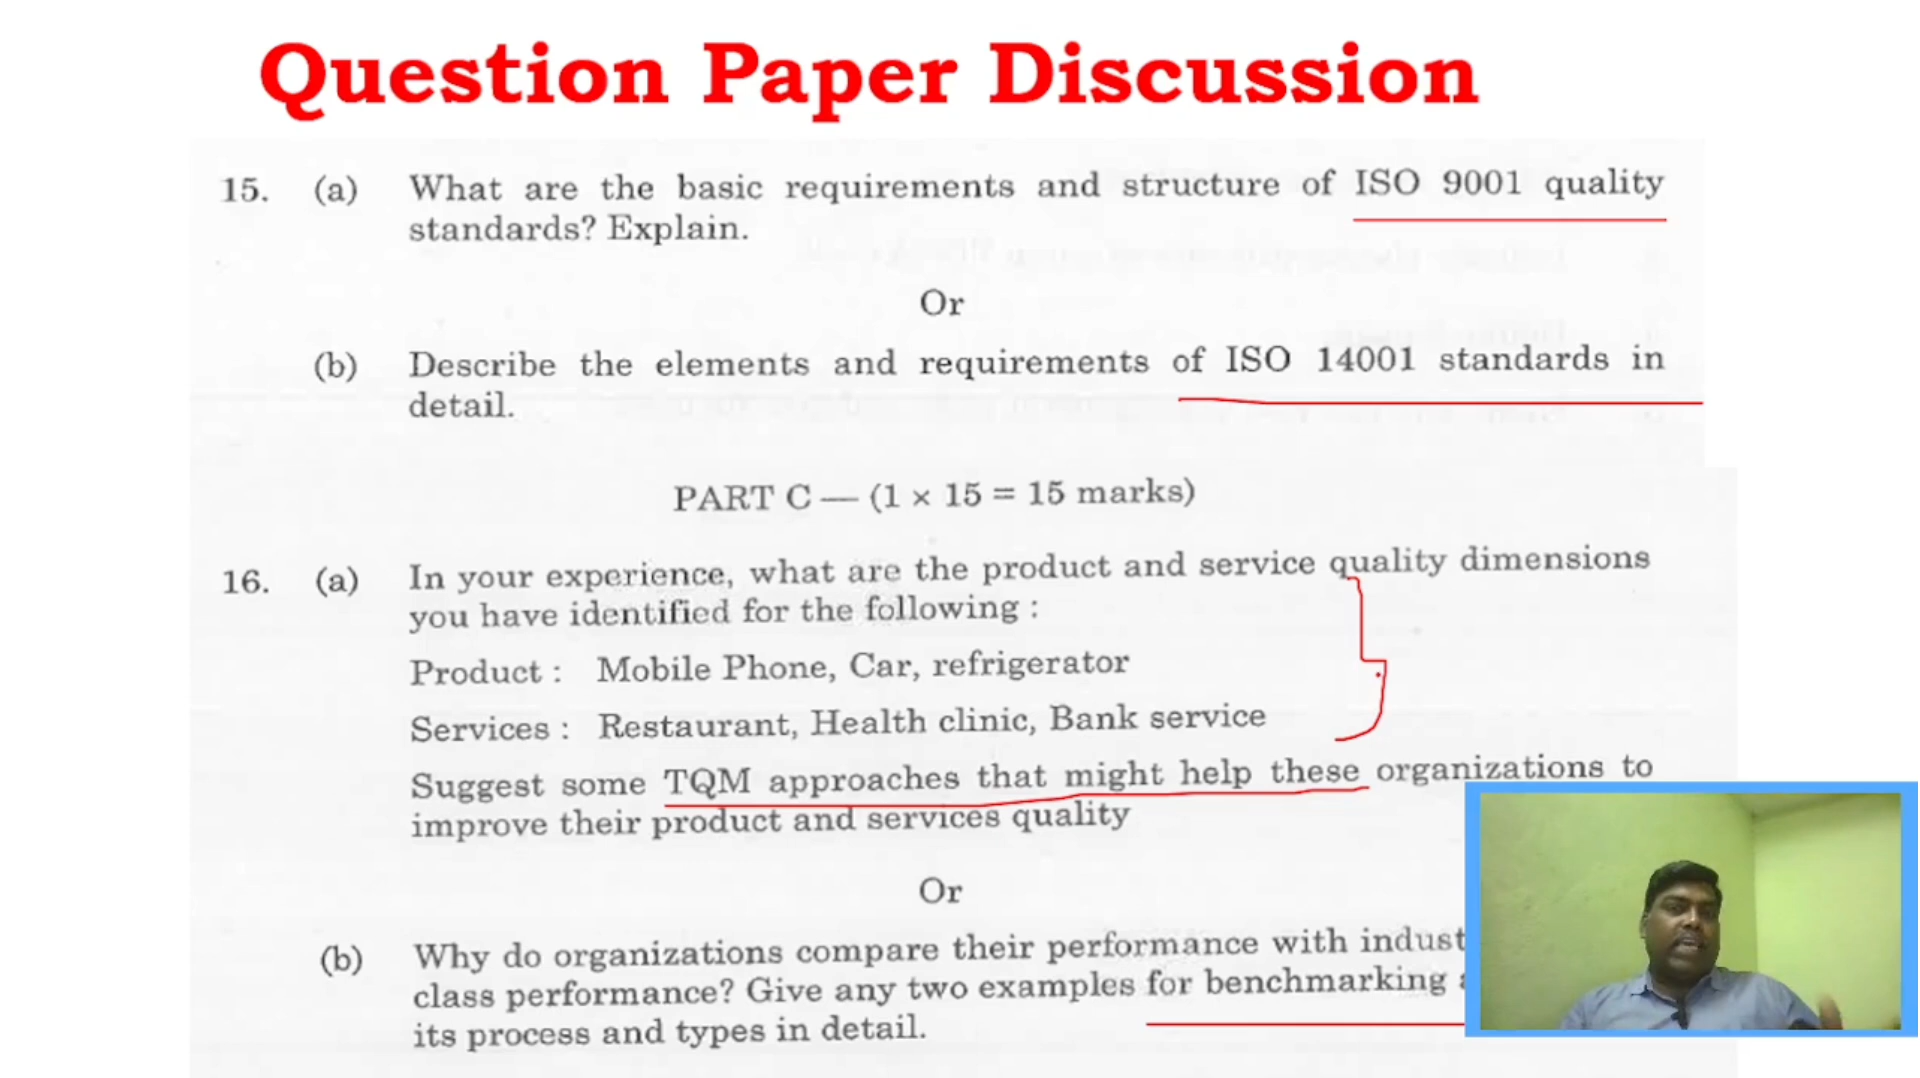 Question Paper Discussion
15. (a) What are the basic requirements and structure of ISO 9001 quality
standards? Explain.
Or
(b) Describe the elements and requirements of ISO 14001 standards in
detail.
PART C — (1 × 15 = 15 marks)
16. (a) In your experience, what are the product and service quality dimensions
you have identified for the following :
Product : Mobile Phone, Car, refrigerator
Services : Restaurant, Health clinic, Bank service
Suggest some TQM approaches that might help these organizations to
improve their product and services quality
Or
(b) Why do organizations compare their performance with indust
class performance? Give any two examples for benchmarking
its process and types in detail.